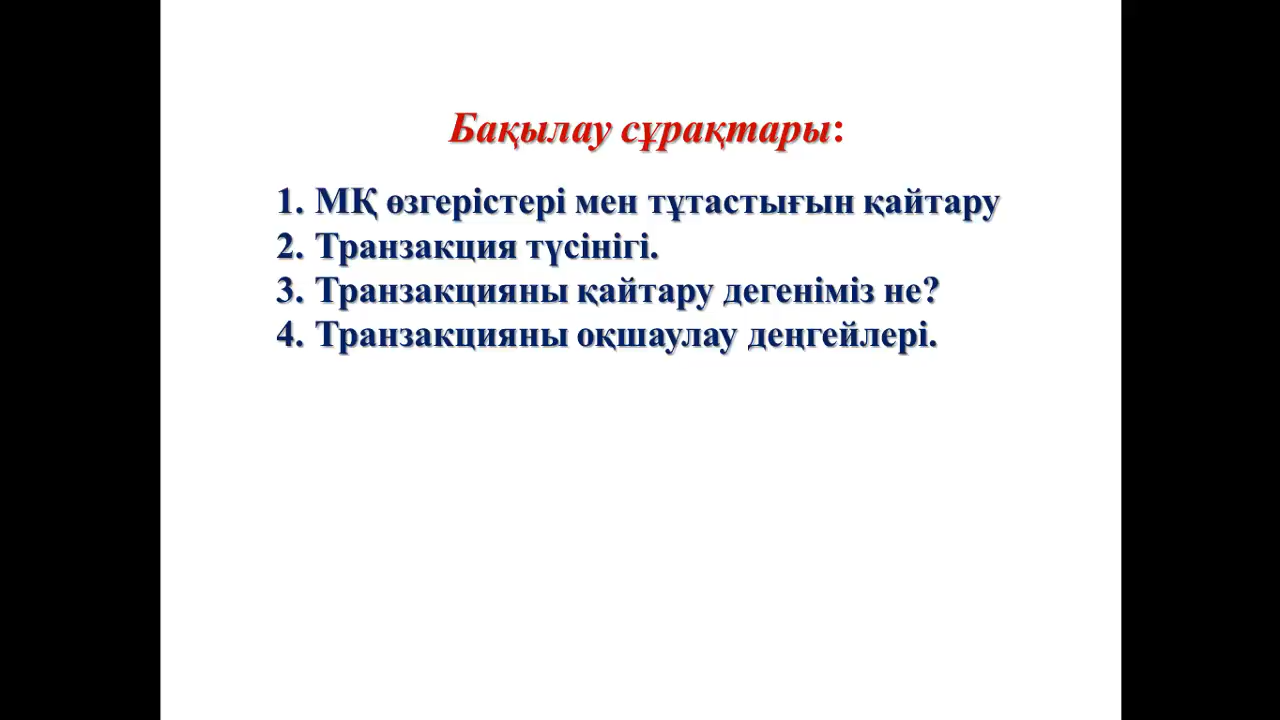 Бақылау сұрақтары:
1. МҚ өзгерістері мен тұтастығын қайтару
2. Транзакция түсінігі.
3. Транзакцияны қайтару дегеніміз не?
4. Транзакцияны оқшаулау деңгейлері.